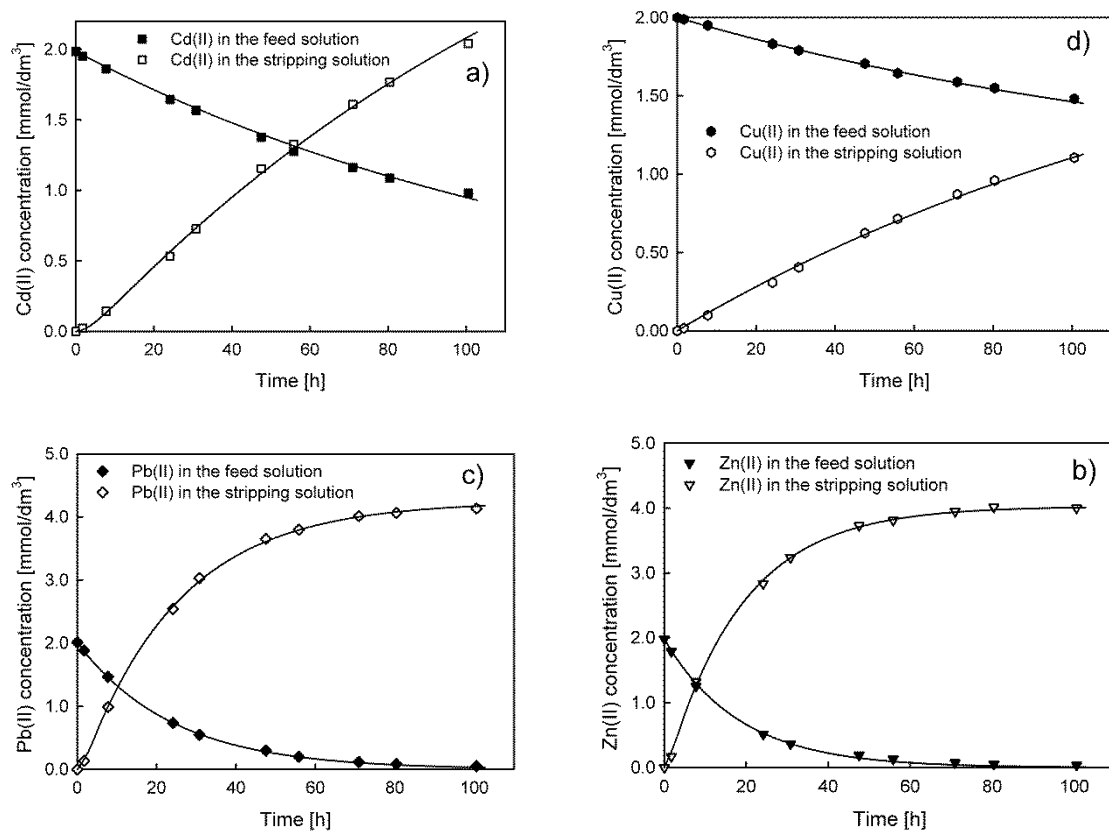 Cd(II) in the feed solution
Cd(II) in the stripping solution
a)
2.0
1.5
1.0
0.5
0.0
Cd(II) concentration [mmol/dm³]
0 20 40 60 80 100
Time [h]
d)
2.00
1.50
1.00
0.50
0.00
Cu(II) in the feed solution
Cu(II) in the stripping solution
Cu(II) concentration [mmol/dm³]
0 20 40 60 80 100
Time [h]
Pb(II) in the feed solution
Pb(II) in the stripping solution
c)
5.0
4.0
3.0
2.0
1.0
0.0
Pb(II) concentration [mmol/dm³]
0 20 40 60 80 100
Time [h]
Zn(II) in the feed solution
Zn(II) in the stripping solution
b)
5.0
4.0
3.0
2.0
1.0
0.0
Zn(II) concentration [mmol/dm³]
0 20 40 60 80 100
Time [h]